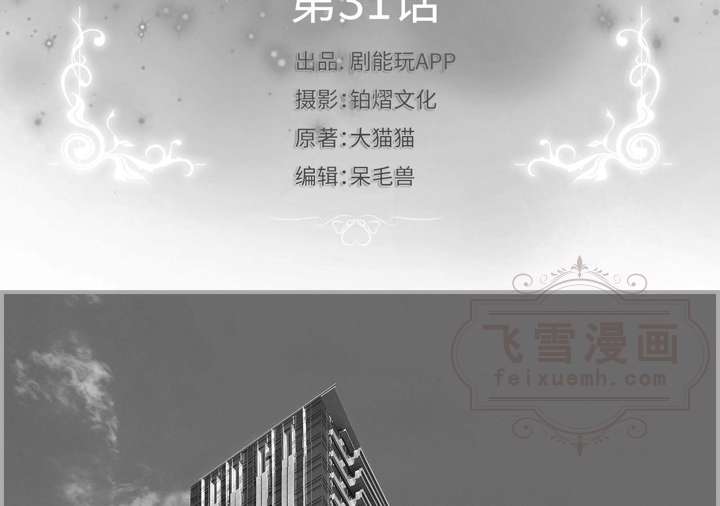 第31话
出品: 剧能玩APP
摄影: 铂熠文化
原著: 大猫猫
编辑: 呆毛兽
飞雪漫画
feixuemh.com